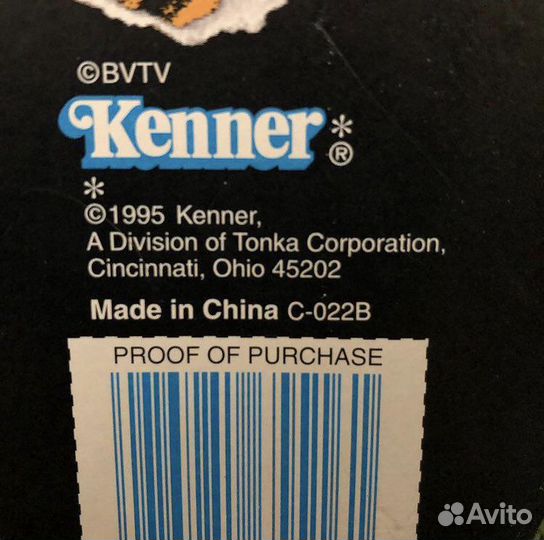 ©BVTV
Kenner*
®
*
©1995 Kenner,
A Division of Tonka Corporation,
Cincinnati, Ohio 45202
Made in China C-022B
PROOF OF PURCHASE
Avito